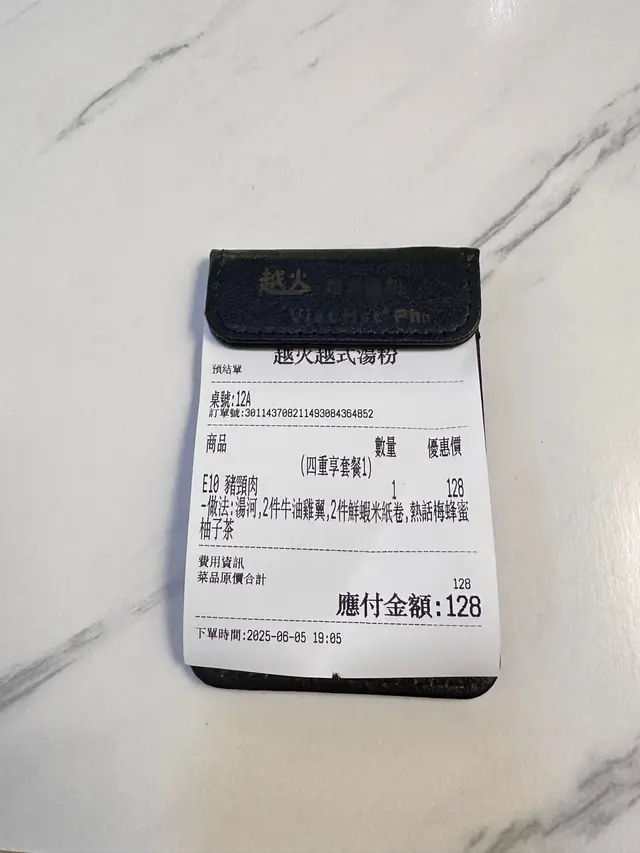 越火
Viet Hot Pho
越火越式湯粉
預結單
桌號:12A
訂單號:301143708211493084364852
商品 數量 優惠價
(四重享套餐1)
E10 豬頸肉 1 128
-做法:湯河,2件牛油雞翼,2件鮮蝦米紙卷,熱話梅蜂蜜
柚子茶
費用資訊
菜品原價合計 128
應付金額:128
下單時間:2025-06-05 19:05